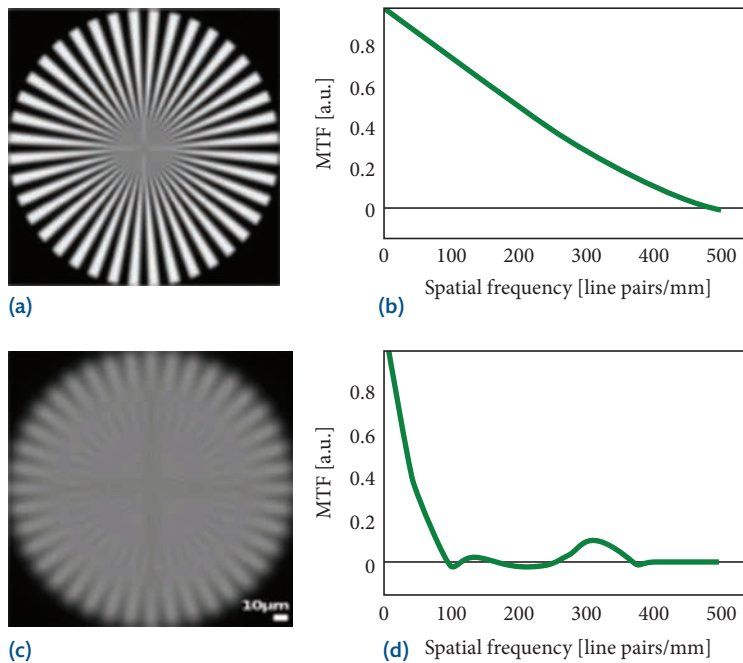 0.8
0.6
0.4
0.2
0
MTF [a.u.]
0 100 200 300 400 500
Spatial frequency [line pairs/mm]
(a)
(b)
0.8
0.6
0.4
0.2
0
MTF [a.u.]
10μm
0 100 200 300 400 500
(c)
(d) Spatial frequency [line pairs/mm]